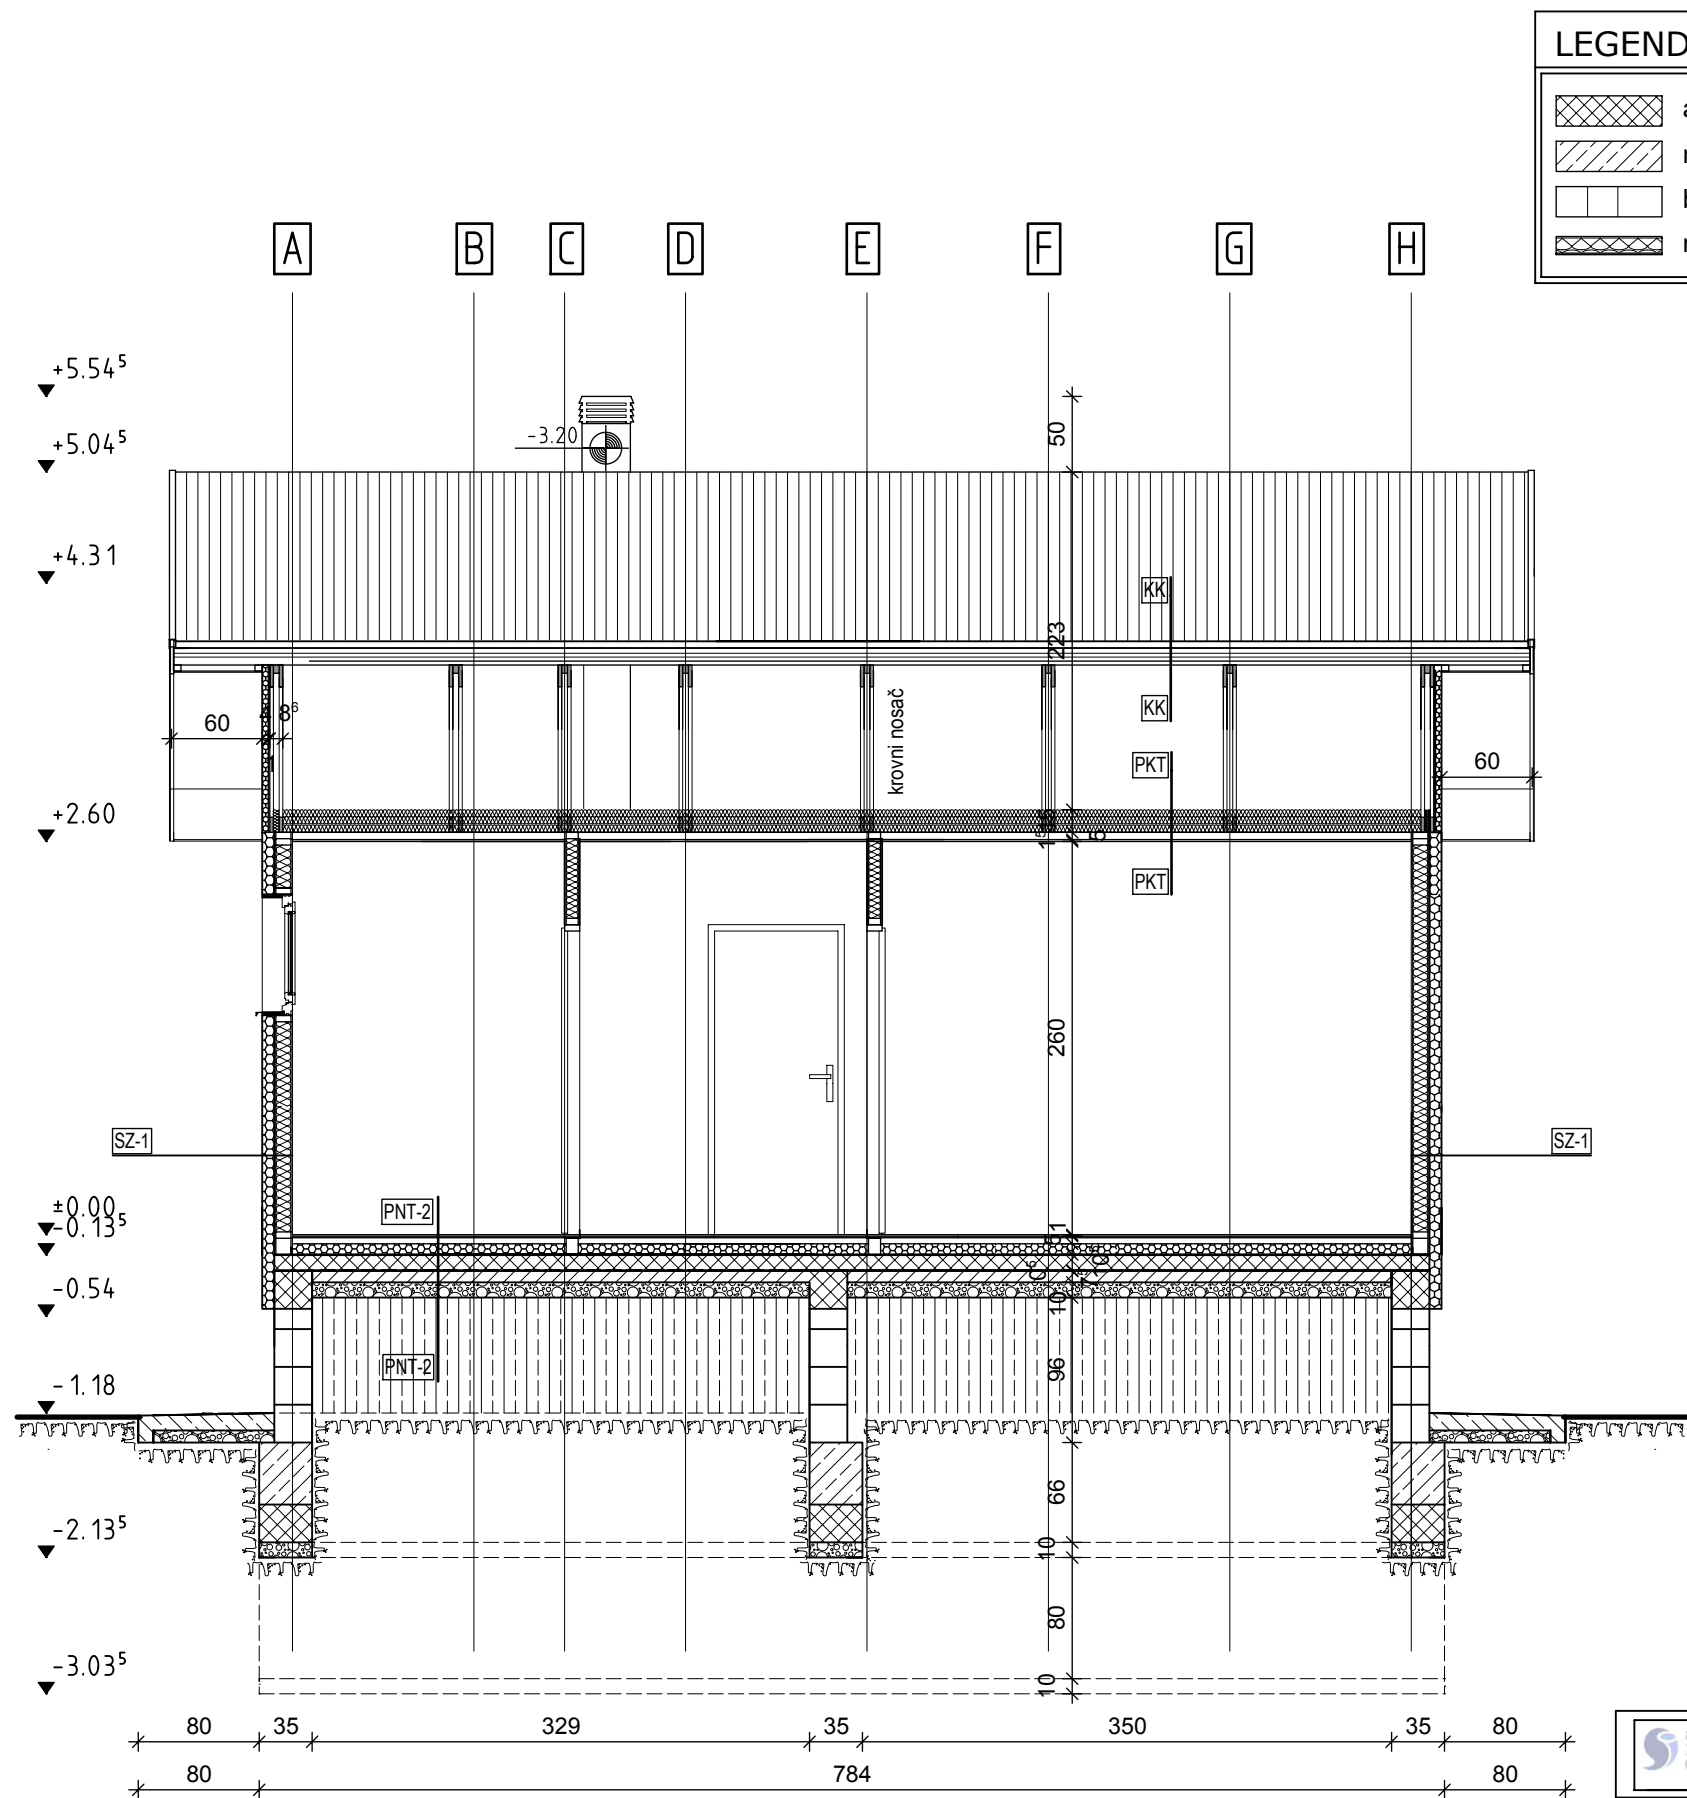 LEGEND
A B C D E F G H
+5.54⁵
+5.04⁵
-3.20
50
+4.31
KK
223
KK
krovni nosač
60
8⁶
PKT
60
+2.60
5
PKT
260
SZ-1
SZ-1
±0.00
-0.13⁵
PNT-2
-0.54
10
PNT-2
96
-1.18
66
-2.13⁵
10
80
-3.03⁵
10
80 35 329 35 350 35 80
80 784 80